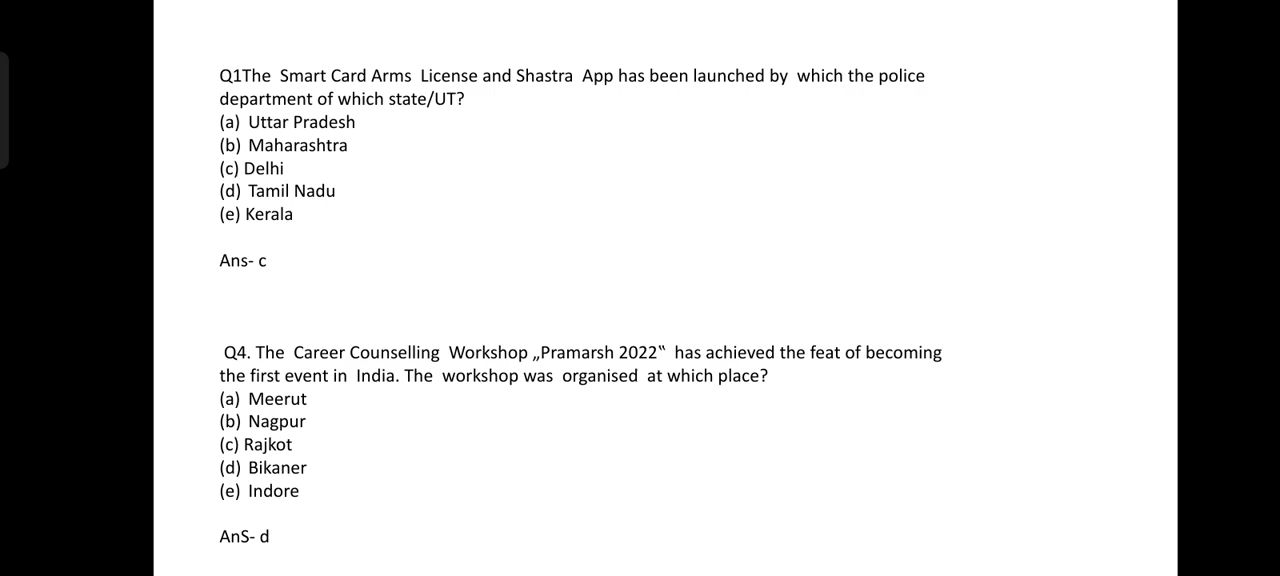 Q1The Smart Card Arms License and Shastra App has been launched by which the police
department of which state/UT?
(a) Uttar Pradesh
(b) Maharashtra
(c) Delhi
(d) Tamil Nadu
(e) Kerala
Ans- c
Q4. The Career Counselling Workshop „Pramarsh 2022‟ has achieved the feat of becoming
the first event in India. The workshop was organised at which place?
(a) Meerut
(b) Nagpur
(c) Rajkot
(d) Bikaner
(e) Indore
AnS- d